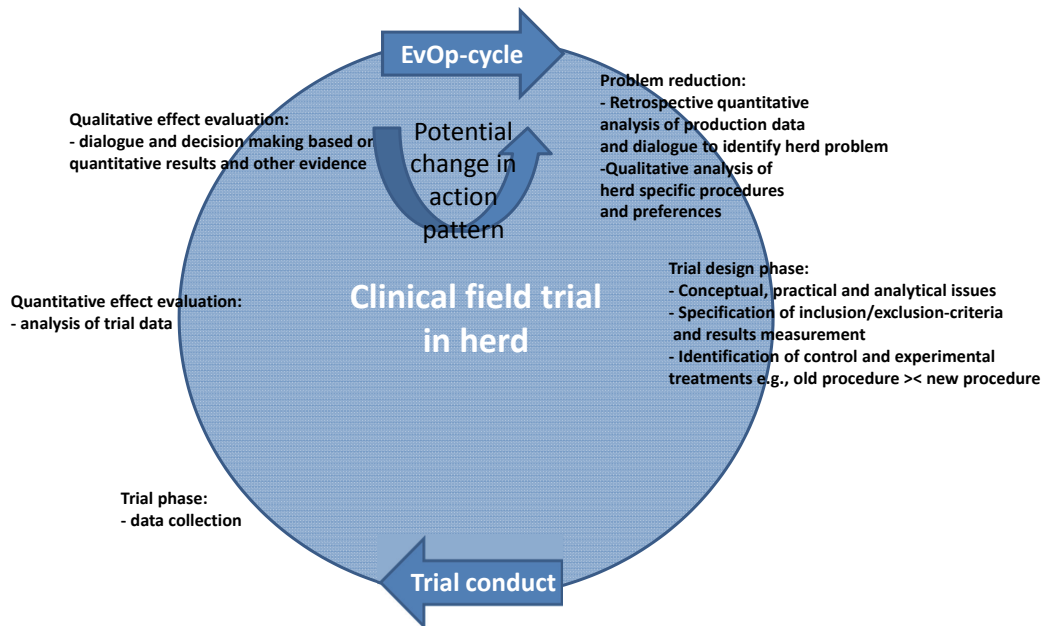 EvOp-cycle
Problem reduction:
- Retrospective quantitative
analysis of production data
and dialogue to identify herd problem
-Qualitative analysis of
herd specific procedures
and preferences
Qualitative effect evaluation:
- dialogue and decision making based on
quantitative results and other evidence
Potential
change in
action
pattern
Trial design phase:
- Conceptual, practical and analytical issues
- Specification of inclusion/exclusion-criteria
and results measurement
- Identification of control and experimental
treatments e.g., old procedure >< new procedure
Clinical field trial
in herd
Quantitative effect evaluation:
- analysis of trial data
Trial phase:
- data collection
Trial conduct